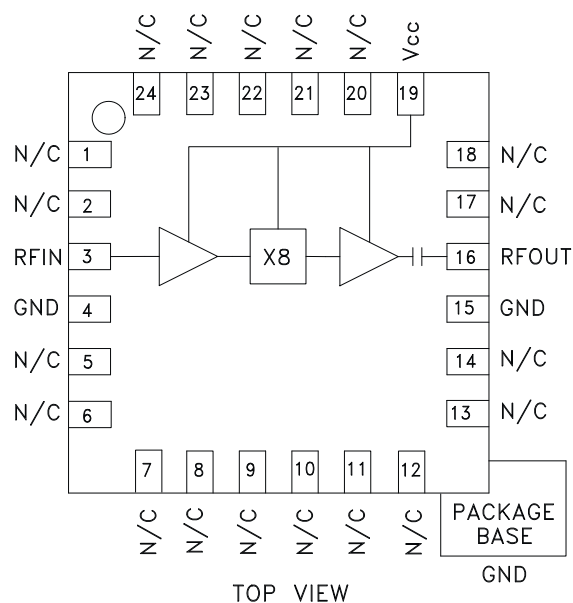 N/C N/C N/C N/C N/C Vcc
24 23 22 21 20 19
N/C 1 18 N/C
N/C 2 17 N/C
RFIN 3 X8 16 RFOUT
GND 4 15 GND
N/C 5 14 N/C
N/C 6 13 N/C
7 8 9 10 11 12
N/C N/C N/C N/C N/C N/C
PACKAGE
BASE
GND
TOP VIEW